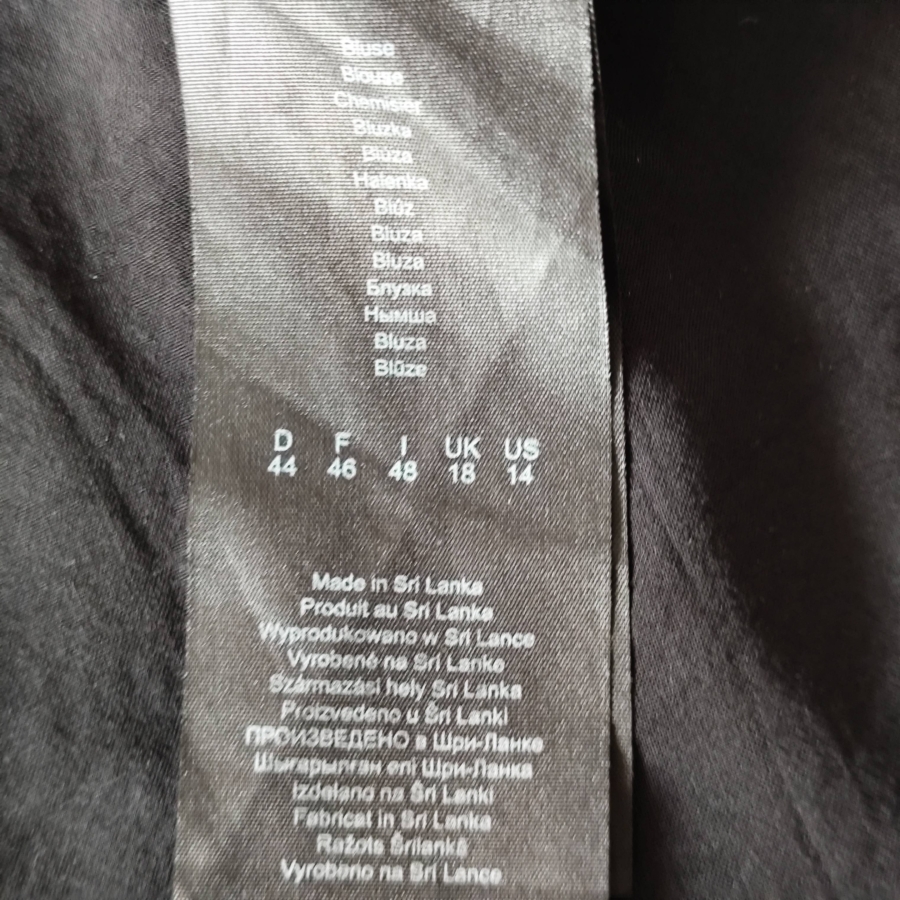 Bluse
Blouse
Chemisier
Bluzka
Bluza
Halenka
Blúz
Bluza
Bluza
Блузка
Нымша
Bluza
Blūze
D F I UK US
44 46 48 18 14
Made in Sri Lanka
Produit au Sri Lanka
Wyprodukowano w Sri Lance
Vyrobené na Srí Lanke
Származási hely Srí Lanka
Proizvedeno u Šri Lanki
ПРОИЗВЕДЕНО в Шри-Ланке
Шығарылған елі Шри-Ланка
Izdelano na Šri Lanki
Fabricat in Sri Lanka
Ražots Šrilankā
Vyrobeno na Srí Lance